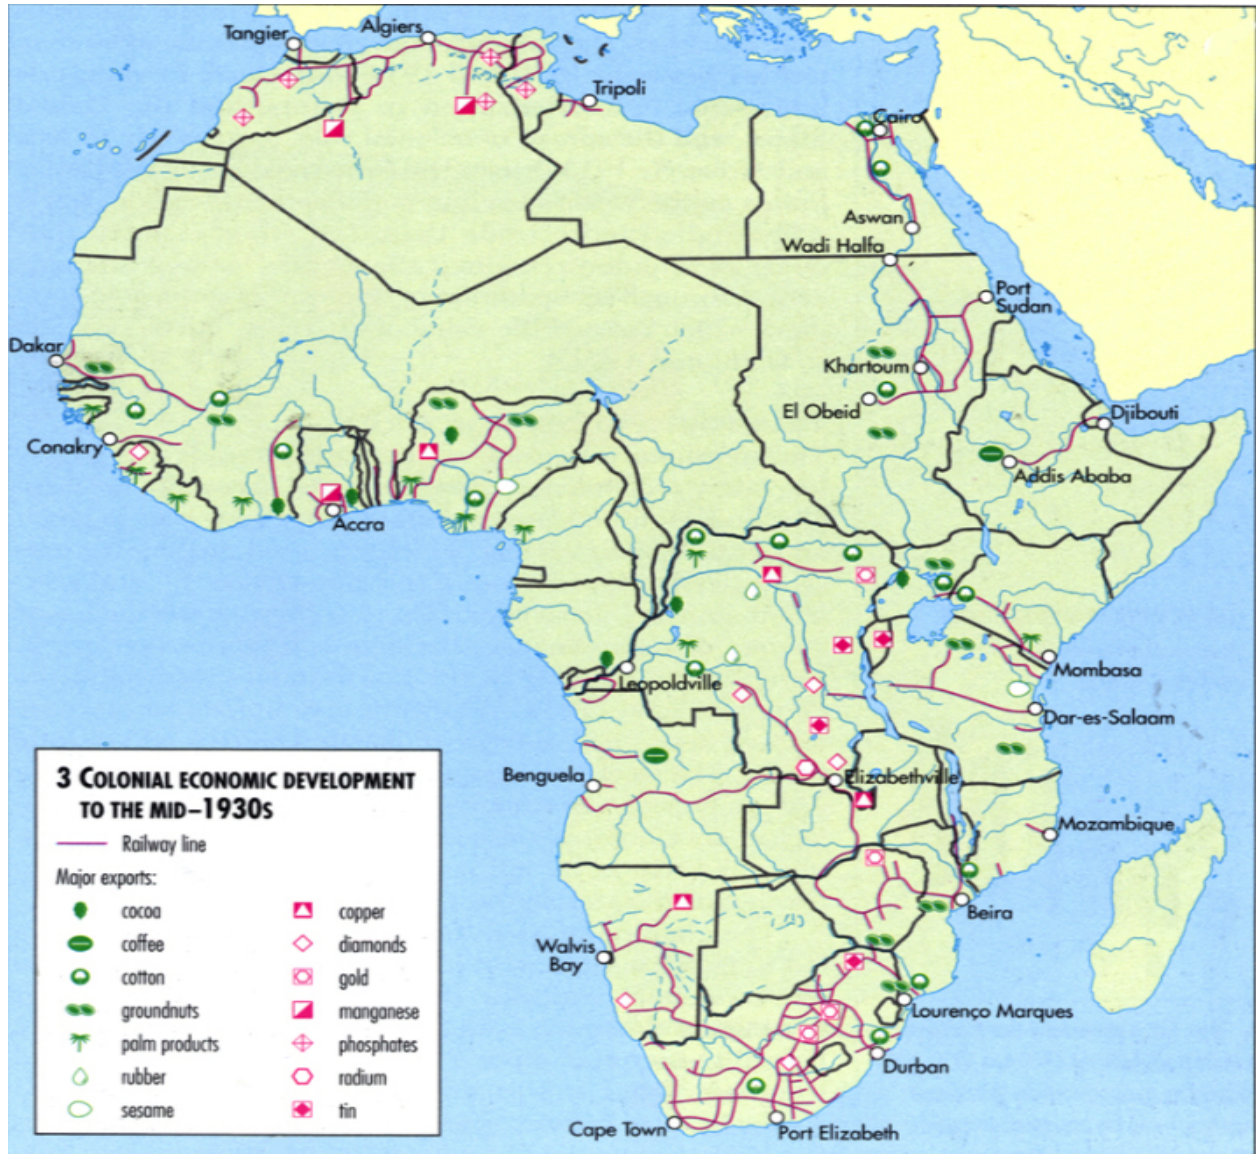 Tangier
Algiers
Tripoli
Cairo
Aswan
Wadi Halfa
Port
Sudan
Dakar
Khartoum
El Obeid
Djibouti
Conakry
Addis Ababa
Accra
Leopoldville
Mombasa
Dar-es-Salaam
Benguela
Elizabethville
Mozambique
Beira
Walvis
Bay
Lourenço Marques
Durban
Cape Town
Port Elizabeth
3 COLONIAL ECONOMIC DEVELOPMENT
TO THE MID–1930S
Railway line
Major exports:
cocoa
coffee
cotton
groundnuts
palm products
rubber
sesame
copper
diamonds
gold
manganese
phosphates
radium
tin